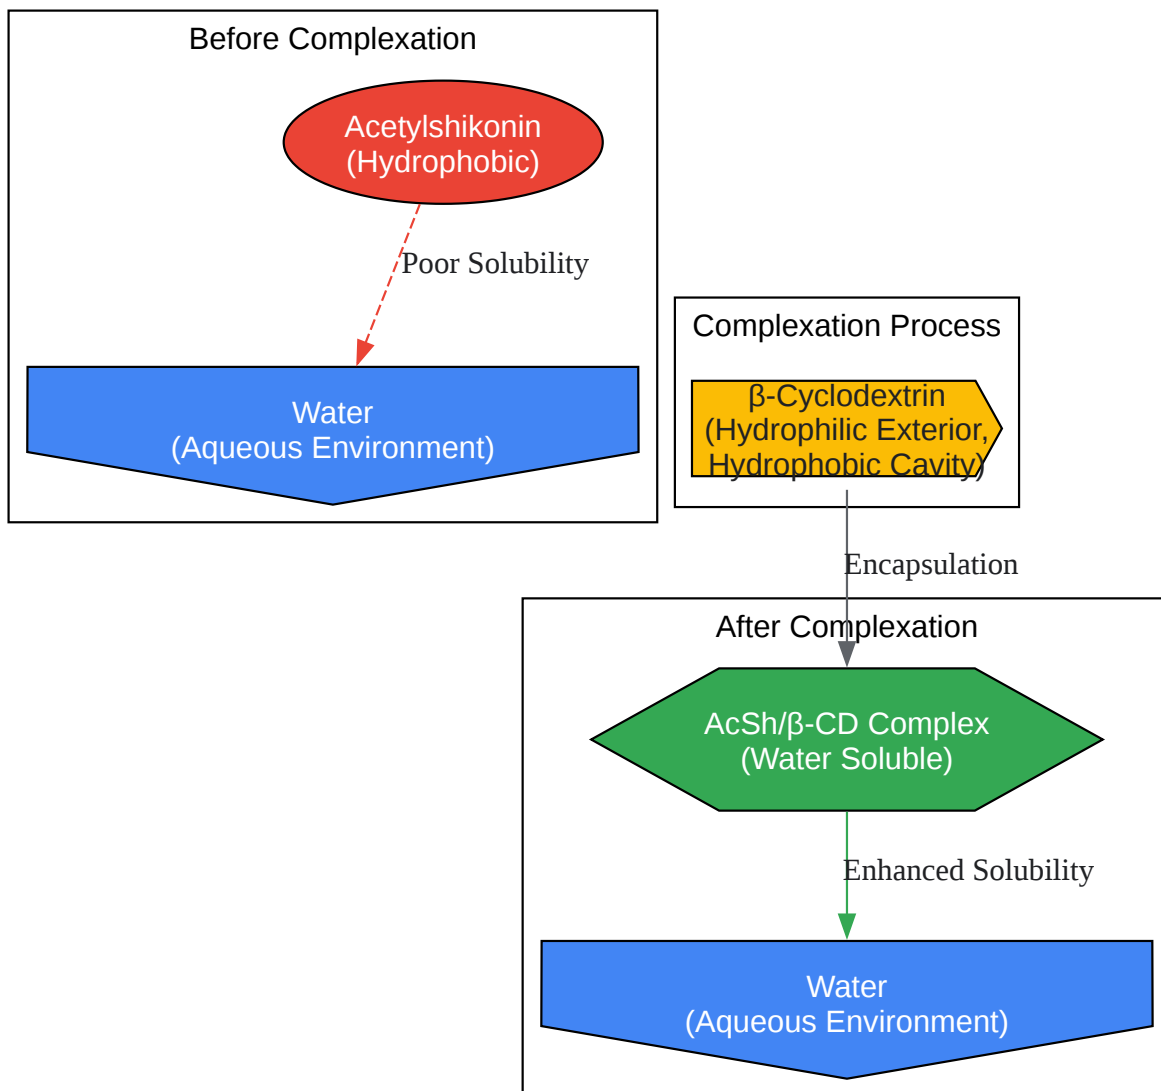 Before Complexation
Acetylshikonin
(Hydrophobic)
Poor Solubility
Water
(Aqueous Environment)
Complexation Process
β-Cyclodextrin
(Hydrophilic Exterior,
Hydrophobic Cavity)
Encapsulation
After Complexation
AcSh/β-CD Complex
(Water Soluble)
Enhanced Solubility
Water
(Aqueous Environment)